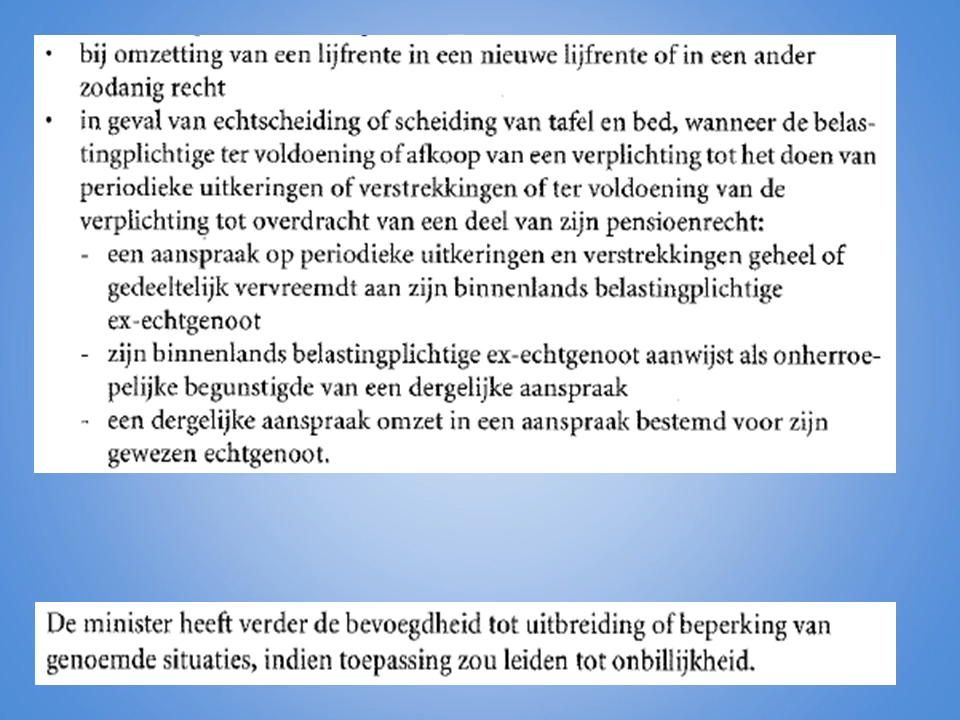 • bij omzetting van een lijfrente in een nieuwe lijfrente of in een ander
zodanig recht
• in geval van echtscheiding of scheiding van tafel en bed, wanneer de belas-
tingplichtige ter voldoening of afkoop van een verplichting tot het doen van
periodieke uitkeringen of verstrekkingen of ter voldoening van de
verplichting tot overdracht van een deel van zijn pensioenrecht:
- een aanspraak op periodieke uitkeringen en verstrekkingen geheel of
gedeeltelijk vervreemdt aan zijn binnenlands belastingplichtige
ex-echtgenoot
- zijn binnenlands belastingplichtige ex-echtgenoot aanwijst als onherroe-
pelijke begunstigde van een dergelijke aanspraak
- een dergelijke aanspraak omzet in een aanspraak bestemd voor zijn
gewezen echtgenoot.
De minister heeft verder de bevoegdheid tot uitbreiding of beperking van
genoemde situaties, indien toepassing zou leiden tot onbillijkheid.